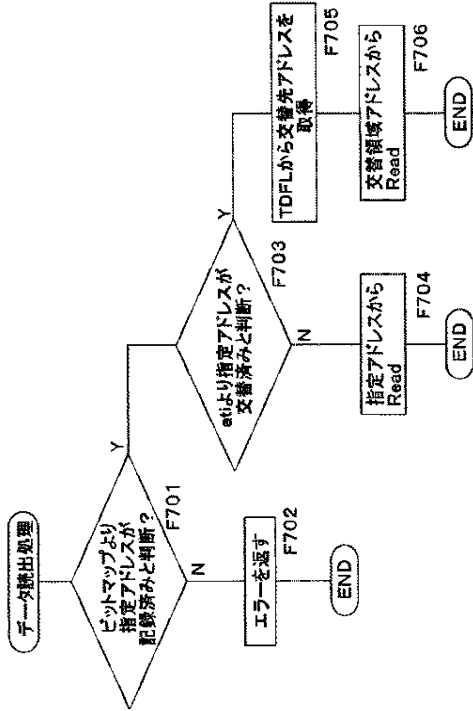 データ読出処理
ビットマップより
指定アドレスが
記録済みと判断?
F701
Y
N
エラーを返す
F702
END
atiより指定アドレスが
交替済みと判断?
F703
Y
N
指定アドレスから
Read
F704
END
TDFLから交替先アドレスを
取得
F705
交替領域アドレスから
Read
F706
END